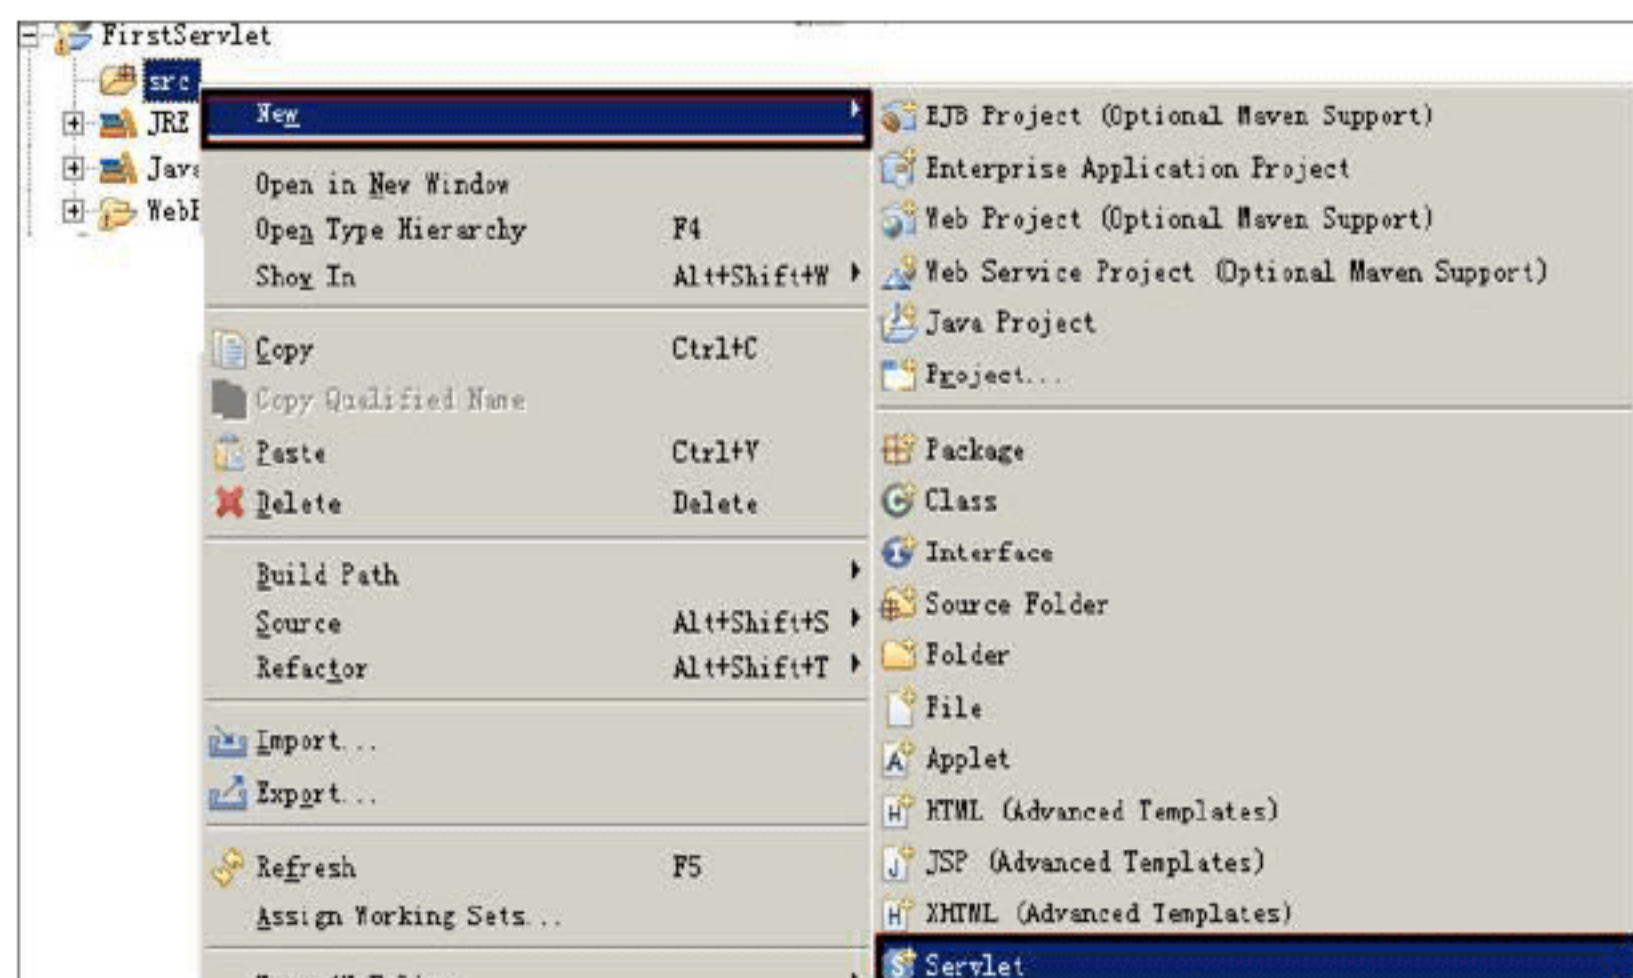 FirstServlet
src
JRE
Java
WebR
New
Open in New Window
Open Type Hierarchy F4
Show In Alt+Shift+W
Copy Ctrl+C
Copy Qualified Name
Paste Ctrl+V
Delete Delete
Build Path
Source Alt+Shift+S
Refactor Alt+Shift+T
Import...
Export...
Refresh F5
Assign Working Sets...
EJB Project (Optional Maven Support)
Enterprise Application Project
Web Project (Optional Maven Support)
Web Service Project (Optional Maven Support)
Java Project
Project...
Package
Class
Interface
Source Folder
Folder
File
Applet
HTML (Advanced Templates)
JSP (Advanced Templates)
XHTML (Advanced Templates)
Servlet